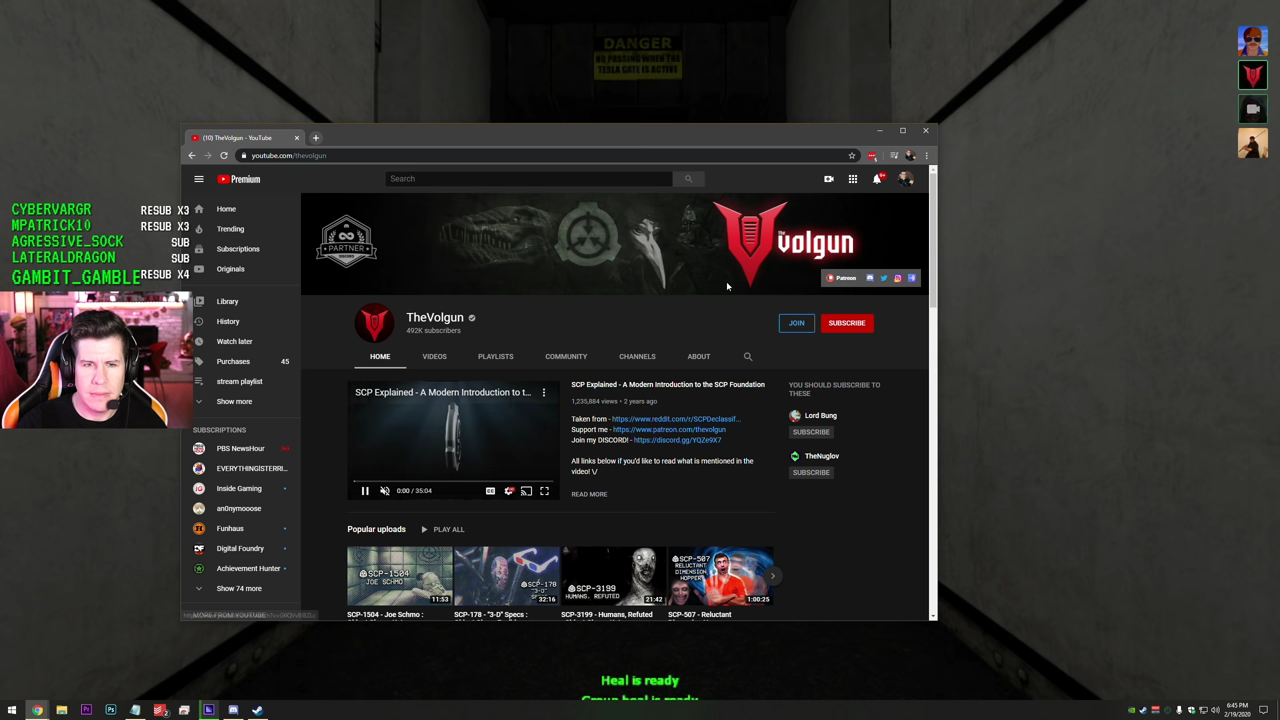 DANGER
NO PASSING WHEN THE
TESLA GATE IS ACTIVE
(10) TheVolgun - YouTube
youtube.com/thevolgun
Premium
Search
CYBERVARGR RESUB X3
MPATRICK10 RESUB X3
AGRESSIVE_SOCK SUB
LATERALDRAGON SUB
GAMBIT_GAMBLE RESUB X4
Home
Trending
Subscriptions
Originals
Library
History
Watch later
Purchases 45
stream playlist
Show more
SUBSCRIPTIONS
PBS NewsHour
EVERYTHINGISTERRI...
Inside Gaming
an0nymooose
Funhaus
Digital Foundry
Achievement Hunter
Show 74 more
MORE FROM YOUTUBE
PARTNER
The
volgun
Patreon
TheVolgun
492K subscribers
JOIN
SUBSCRIBE
HOME
VIDEOS
PLAYLISTS
COMMUNITY
CHANNELS
ABOUT
SCP Explained - A Modern Introduction to t...
0:00 / 35:04
SCP Explained - A Modern Introduction to the SCP Foundation
1,235,884 views • 2 years ago
Taken from - https://www.reddit.com/r/SCPDeclassif...
Support me - https://www.patreon.com/thevolgun
Join my DISCORD! - https://discord.gg/YQZe9X7
All links below if you'd like to read what is mentioned in the
video! \/
READ MORE
YOU SHOULD SUBSCRIBE TO
THESE
Lord Bung
SUBSCRIBE
TheNuglov
SUBSCRIBE
Popular uploads
PLAY ALL
SCP-1504
JOE SCHMO
11:53
SCP-178
"3-D"
32:16
SCP-3199
HUMANS, REFUTED
21:42
SCP-507
RELUCTANT
DIMENSION
HOPPER
1:00:25
SCP-1504 - Joe Schmo :
SCP-178 - "3-D" Specs :
SCP-3199 - Humans, Refuted
SCP-507 - Reluctant
Heal is ready
Group heal is ready
6:45 PM
2/19/2020